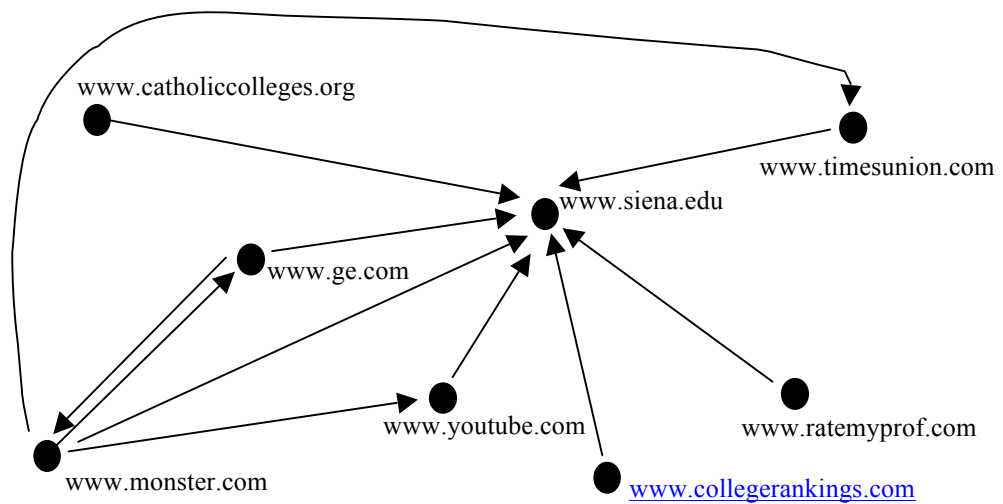 www.catholiccolleges.org
www.timesunion.com
www.siena.edu
www.ge.com
www.youtube.com
www.ratemyprof.com
www.monster.com
www.collegerankings.com